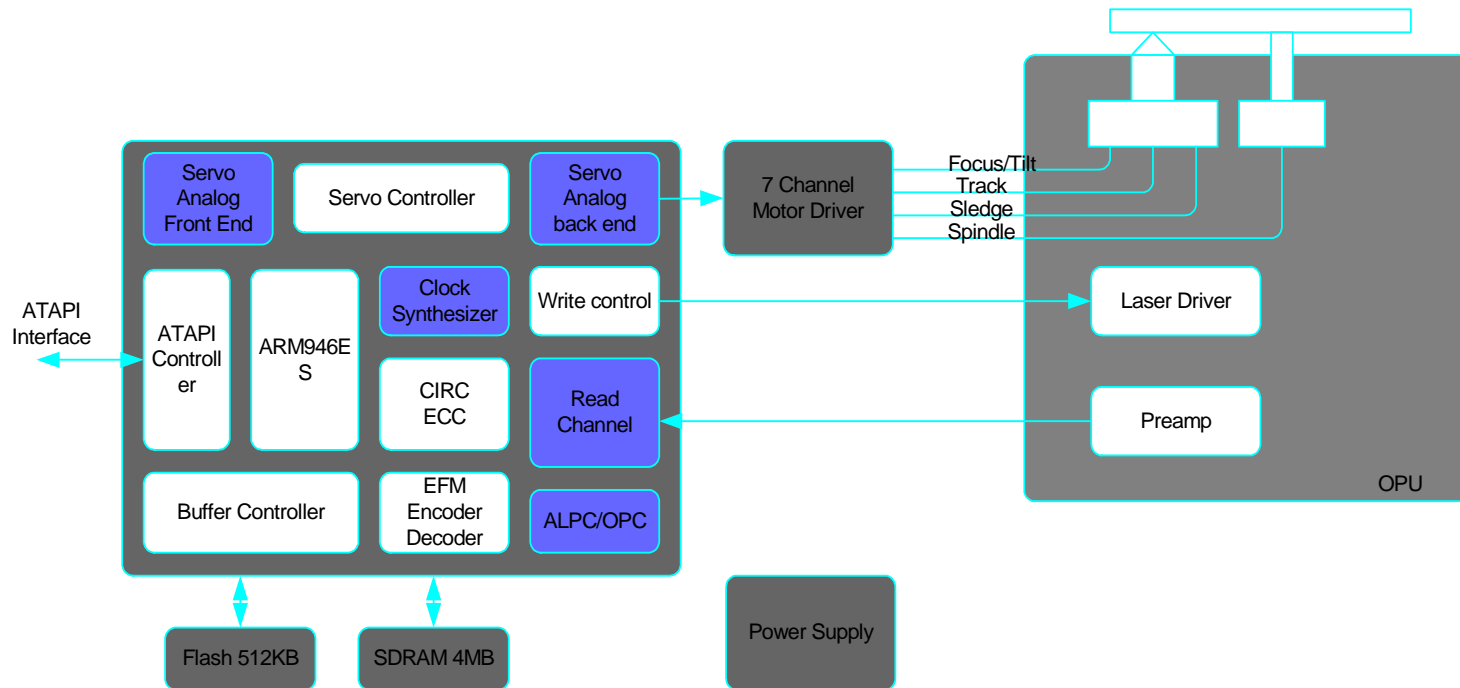 Servo
Analog
Front End
Servo Controller
Servo
Analog
back end
7 Channel
Motor Driver
Focus/Tilt
Track
Sledge
Spindle
ATAPI
Interface
ATAPI
Controll
er
ARM946E
S
Clock
Synthesizer
Write control
Laser Driver
CIRC
ECC
Read
Channel
Preamp
OPU
Buffer Controller
EFM
Encoder
Decoder
ALPC/OPC
Flash 512KB
SDRAM 4MB
Power Supply